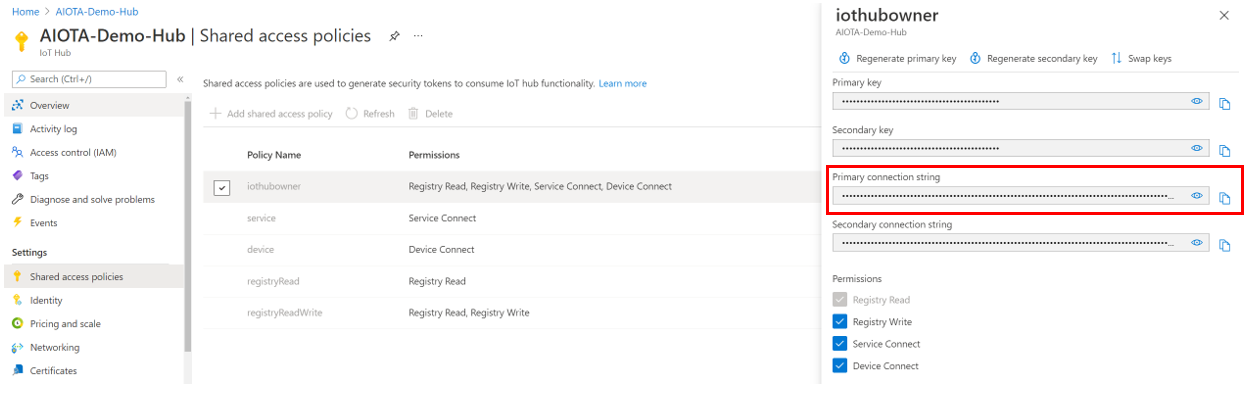 Home > AIOTA-Demo-Hub
AIOTA-Demo-Hub | Shared access policies ...
IoT Hub
Search (Ctrl+/) «
Overview
Activity log
Access control (IAM)
Tags
Diagnose and solve problems
Events
Settings
Shared access policies
Identity
Pricing and scale
Networking
Certificates
Shared access policies are used to generate security tokens to consume IoT hub functionality. Learn more
Add shared access policy Refresh Delete
Policy Name Permissions
iothubowner Registry Read, Registry Write, Service Connect, Device Connect
service Service Connect
device Device Connect
registryRead Registry Read
registryReadWrite Registry Read, Registry Write
iothubowner
AIOTA-Demo-Hub
Regenerate primary key Regenerate secondary key Swap keys
Primary key
Secondary key
Primary connection string
Secondary connection string
Permissions
Registry Read
Registry Write
Service Connect
Device Connect